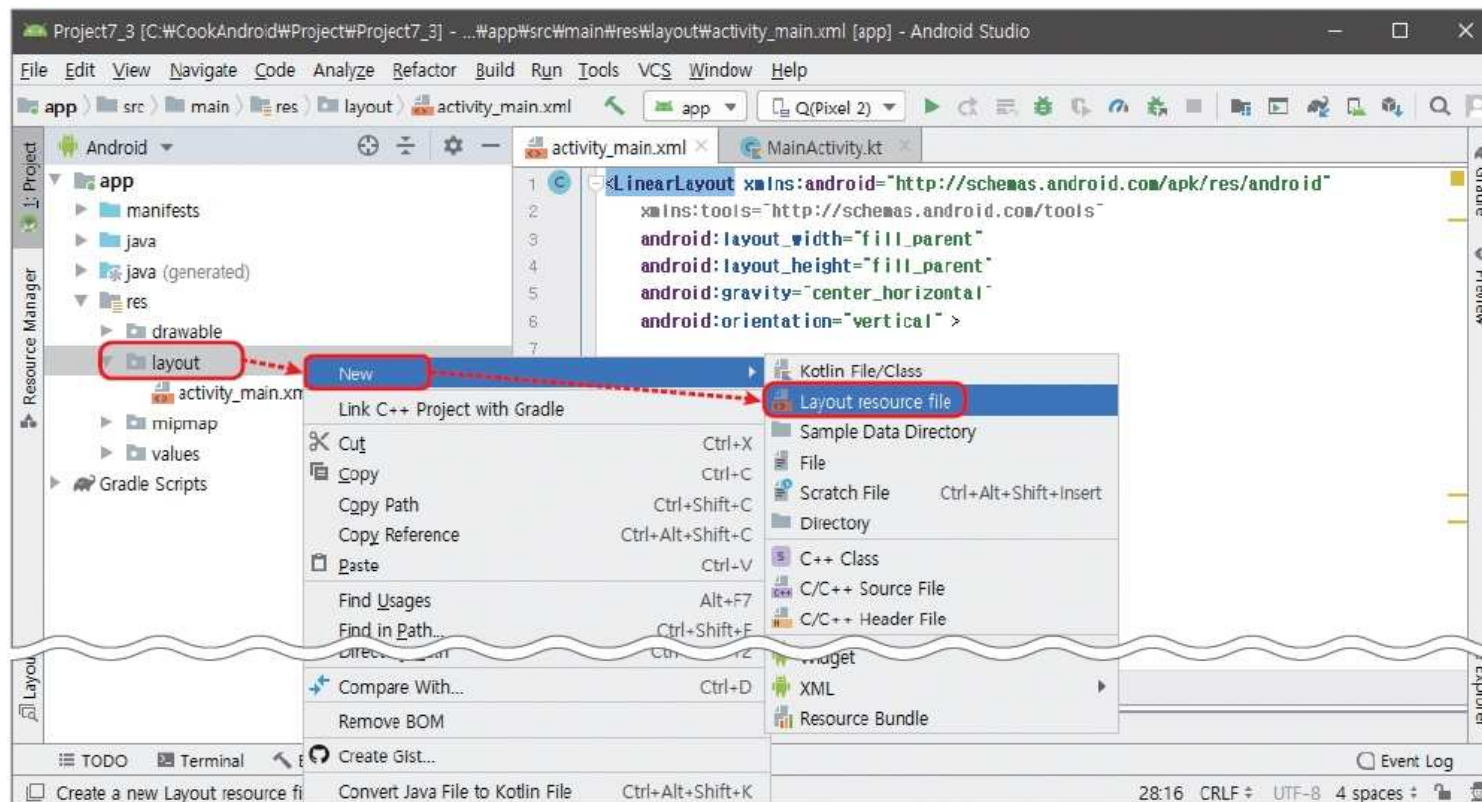 Project7_3 [C:₩CookAndroid₩Project₩Project7_3] - ...₩app₩src₩main₩res₩layout₩activity_main.xml [app] - Android Studio
File Edit View Navigate Code Analyze Refactor Build Run Tools VCS Window Help
app src main res layout activity_main.xml app Q(Pixel 2)
1: Project
Resource Manager
Android
app
manifests
java
java (generated)
res
drawable
layout
activity_main.xm
mipmap
values
Gradle Scripts
activity_main.xml MainActivity.kt
1 <LinearLayout xmlns:android="http://schemas.android.com/apk/res/android"
2 xmlns:tools="http://schemas.android.com/tools"
3 android:layout_width="fill_parent"
4 android:layout_height="fill_parent"
5 android:gravity="center_horizontal"
6 android:orientation="vertical" >
7
New
Link C++ Project with Gradle
Cut Ctrl+X
Copy Ctrl+C
Copy Path Ctrl+Shift+C
Copy Reference Ctrl+Alt+Shift+C
Paste Ctrl+V
Find Usages Alt+F7
Find in Path... Ctrl+Shift+F
Compare With... Ctrl+D
Remove BOM
Create Gist...
Convert Java File to Kotlin File Ctrl+Alt+Shift+K
Kotlin File/Class
Layout resource file
Sample Data Directory
File
Scratch File Ctrl+Alt+Shift+Insert
Directory
C++ Class
C/C++ Source File
C/C++ Header File
Widget
XML
Resource Bundle
TODO Terminal
Event Log
Create a new Layout resource fi
28:16 CRLF UTF-8 4 spaces